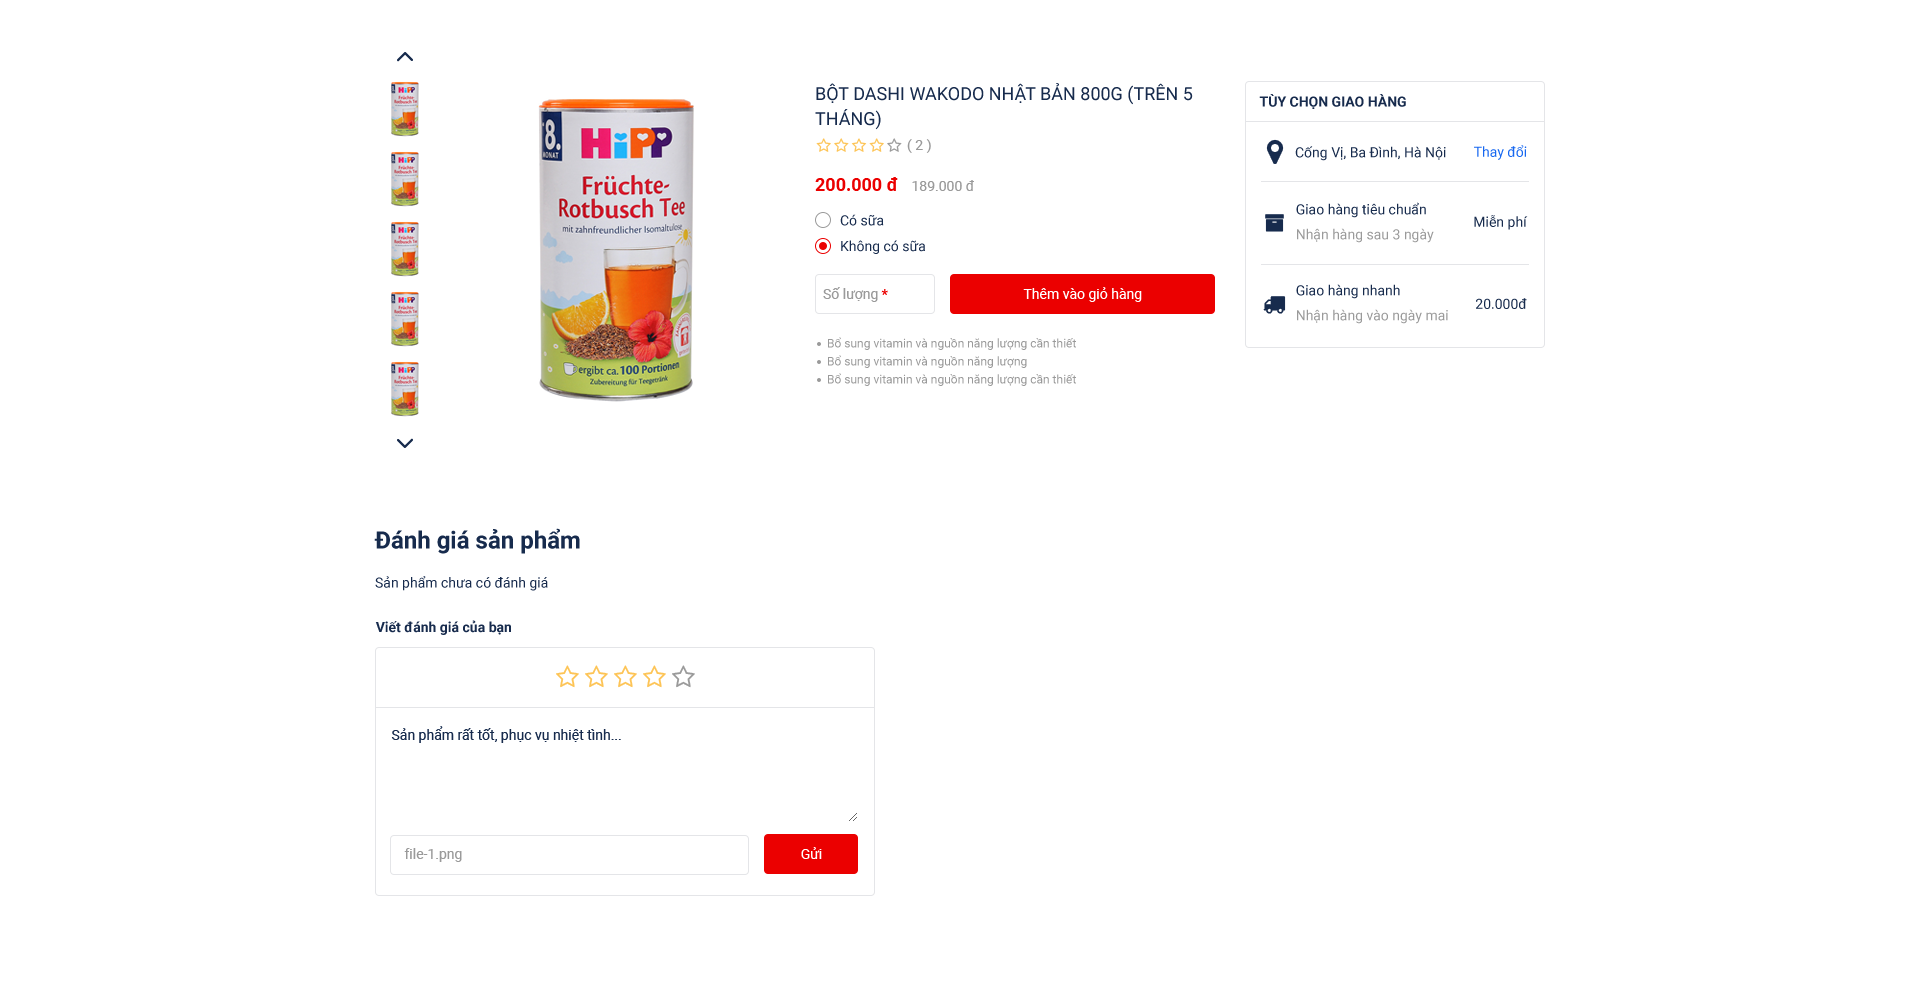 8.
MONAT
HiPP
Früchte-
Rotbusch Tee
mit zahnfreundlicher Isomaltulose
ergibt ca. 100 Portionen
Zubereitung für Teegetränk
BỘT DASHI WAKODO NHẬT BẢN 800G (TRÊN 5
THÁNG)
( 2 )
200.000 đ 189.000 đ
Có sữa
Không có sữa
Số lượng * Thêm vào giỏ hàng
Bổ sung vitamin và nguồn năng lượng cần thiết
Bổ sung vitamin và nguồn năng lượng
Bổ sung vitamin và nguồn năng lượng cần thiết
TÙY CHỌN GIAO HÀNG
Cống Vị, Ba Đình, Hà Nội Thay đổi
Giao hàng tiêu chuẩn
Nhận hàng sau 3 ngày
Miễn phí
Giao hàng nhanh
Nhận hàng vào ngày mai
20.000đ
Đánh giá sản phẩm
Sản phẩm chưa có đánh giá
Viết đánh giá của bạn
Sản phẩm rất tốt, phục vụ nhiệt tình...
file-1.png Gửi